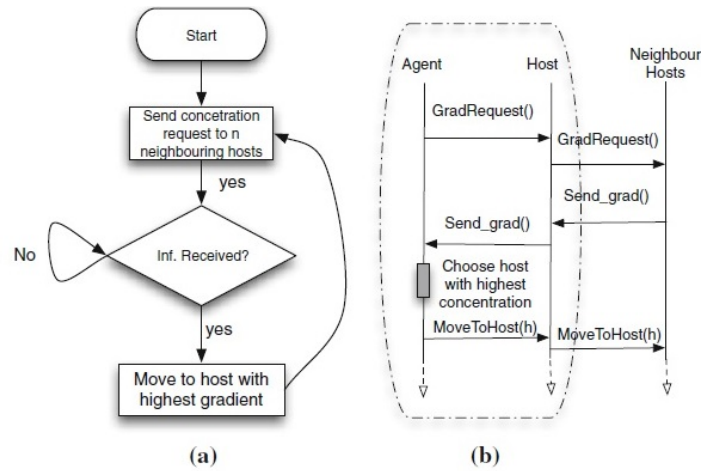 Start
Send concetration
request to n
neighbouring hosts
yes
No
Inf. Received?
yes
Move to host with
highest gradient
(a)
Agent
Host
Neighbour
Hosts
GradRequest()
GradRequest()
Send_grad()
Send_grad()
Choose host
with highest
concentration
MoveToHost(h)
MoveToHost(h)
(b)